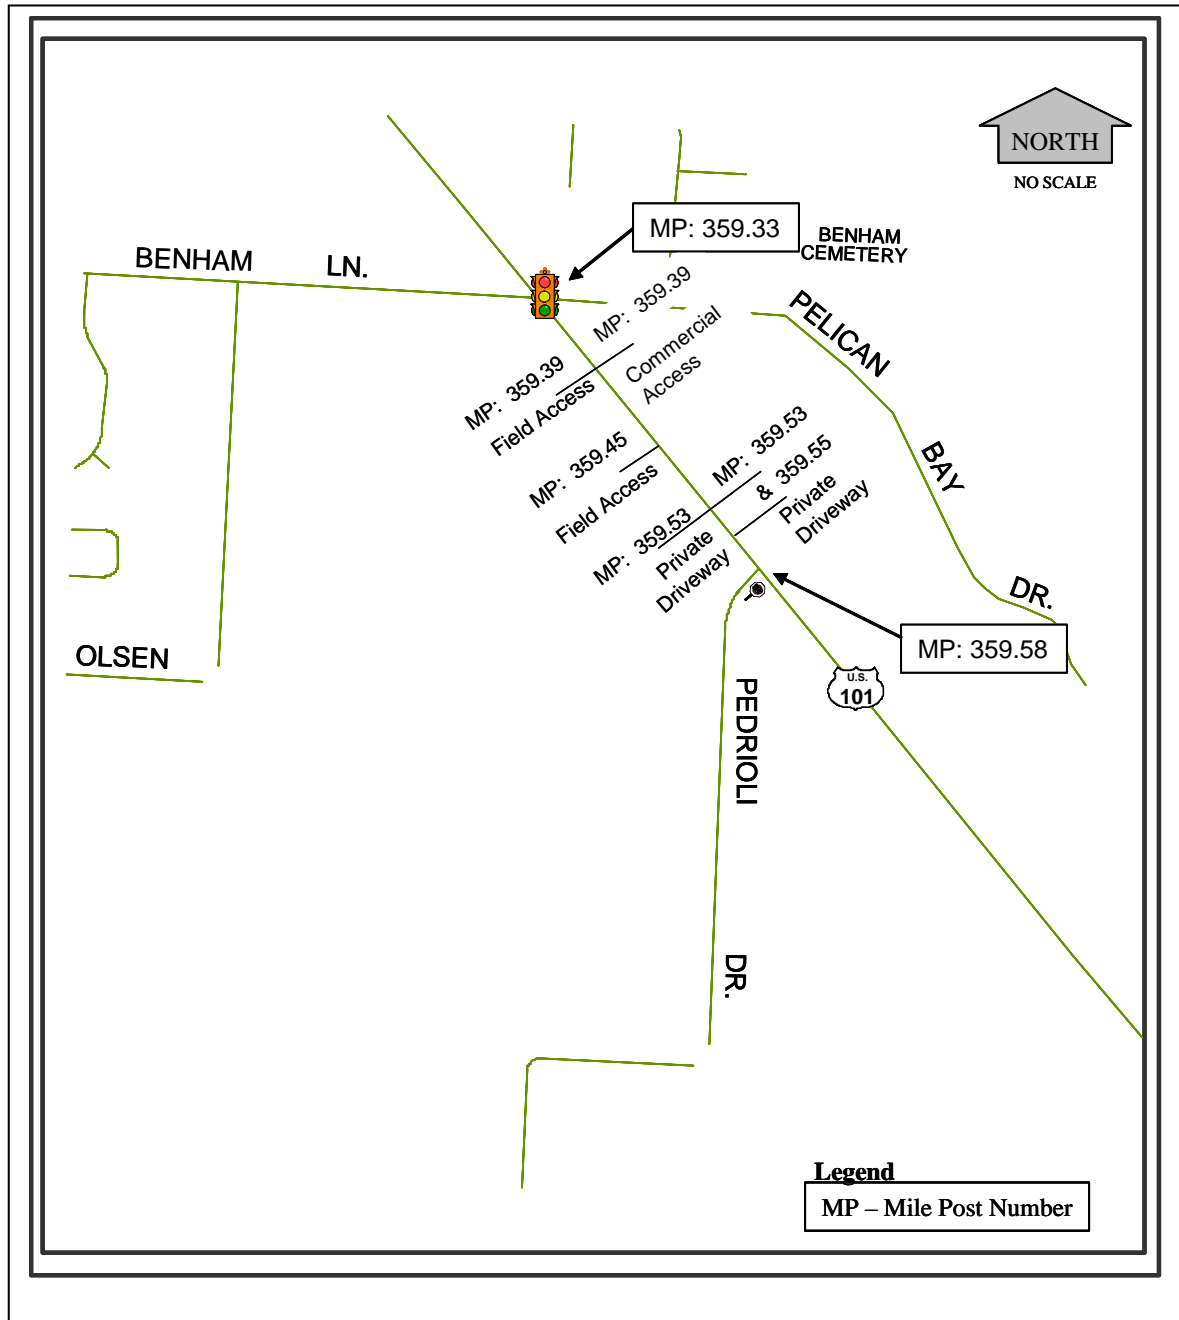 NORTH
NO SCALE
MP: 359.33
BENHAM
CEMETERY
BENHAM LN.
MP: 359.39
Commercial
Access
MP: 359.39
Field Access
PELICAN BAY DR.
MP: 359.45
Field Access
MP: 359.53
& 359.55
Private
Driveway
MP: 359.53
Private
Driveway
MP: 359.58
OLSEN
U.S.
101
PEDRIOLI DR.
Legend
MP – Mile Post Number